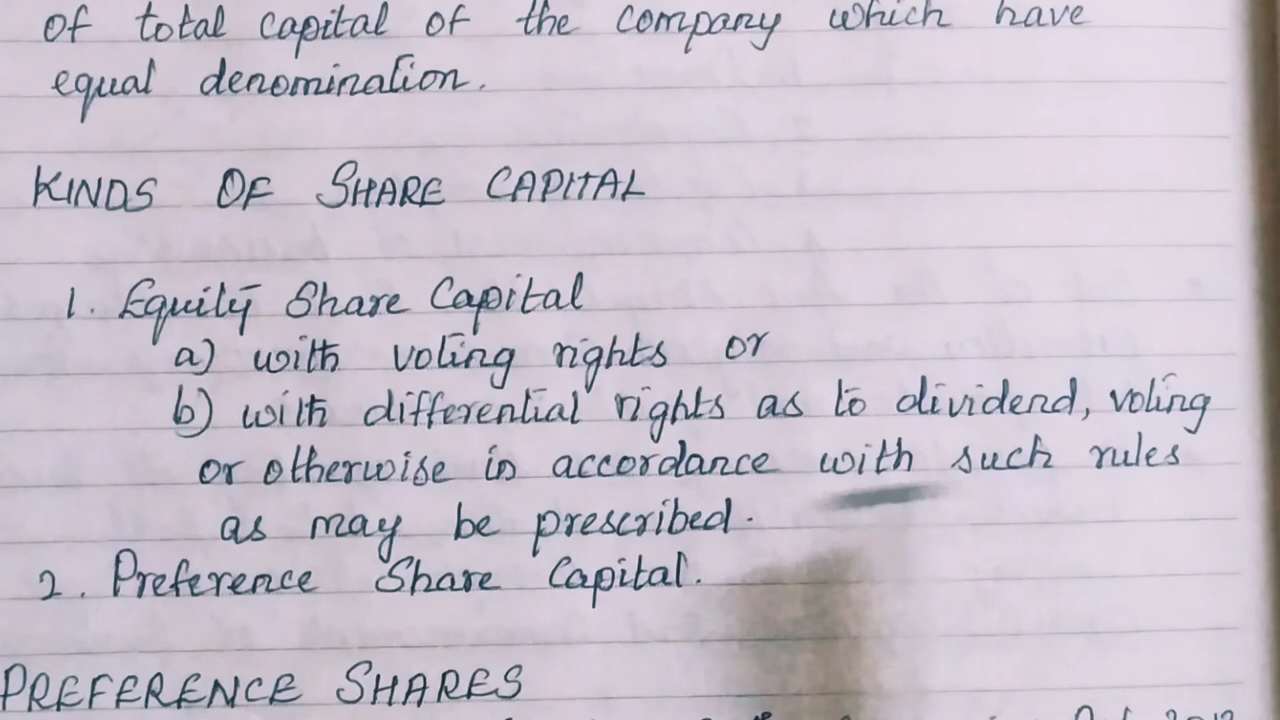 of total capital of the company which have
equal denomination.
KINDS OF SHARE CAPITAL
1. Equity Share Capital
a) with voting rights or
b) with differential rights as to dividend, voting
or otherwise in accordance with such rules
as may be prescribed.
2. Preference Share Capital.
PREFERENCE SHARES